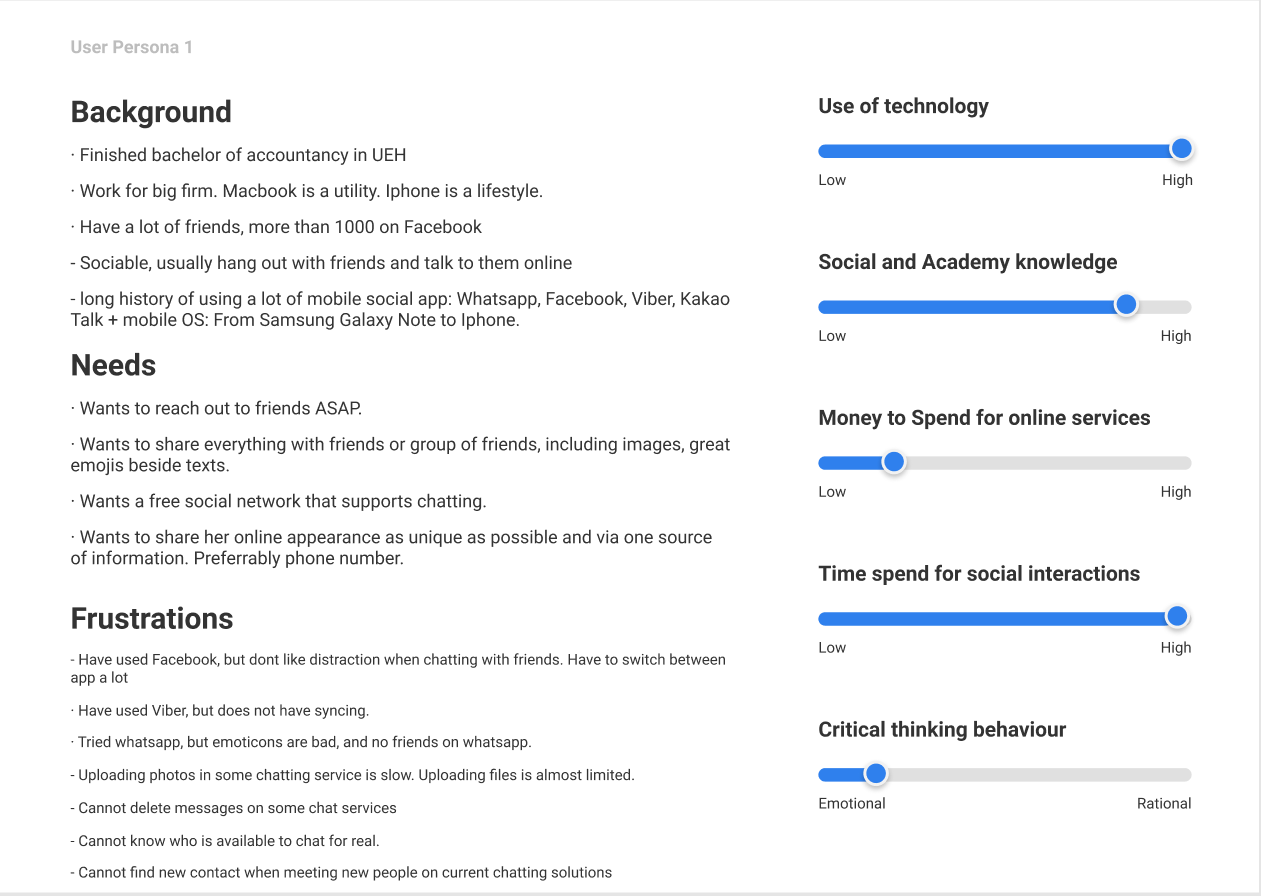 User Persona 1
Background
· Finished bachelor of accountancy in UEH
· Work for big firm. Macbook is a utility. Iphone is a lifestyle.
· Have a lot of friends, more than 1000 on Facebook
- Sociable, usually hang out with friends and talk to them online
- long history of using a lot of mobile social app: Whatsapp, Facebook, Viber, Kakao
Talk + mobile OS: From Samsung Galaxy Note to Iphone.
Needs
· Wants to reach out to friends ASAP.
· Wants to share everything with friends or group of friends, including images, great
emojis beside texts.
· Wants a free social network that supports chatting.
· Wants to share her online appearance as unique as possible and via one source
of information. Preferrably phone number.
Frustrations
- Have used Facebook, but dont like distraction when chatting with friends. Have to switch between
app a lot
· Have used Viber, but does not have syncing.
· Tried whatsapp, but emoticons are bad, and no friends on whatsapp.
- Uploading photos in some chatting service is slow. Uploading files is almost limited.
- Cannot delete messages on some chat services
- Cannot know who is available to chat for real.
- Cannot find new contact when meeting new people on current chatting solutions
Use of technology
Low High
Social and Academy knowledge
Low High
Money to Spend for online services
Low High
Time spend for social interactions
Low High
Critical thinking behaviour
Emotional Rational